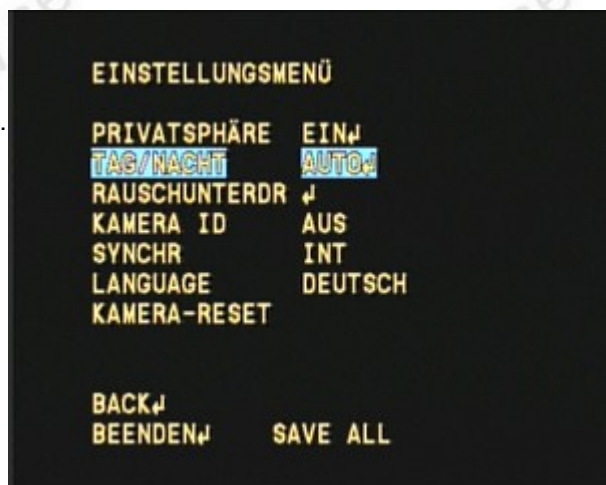 EINSTELLUNGSMENÜ
PRIVATSPHÄRE EIN↵
TAG/NACHT AUTO↵
RAUSCHUNTERDR ↵
KAMERA ID AUS
SYNCHR INT
LANGUAGE DEUTSCH
KAMERA-RESET
BACK↵
BEENDEN↵ SAVE ALL